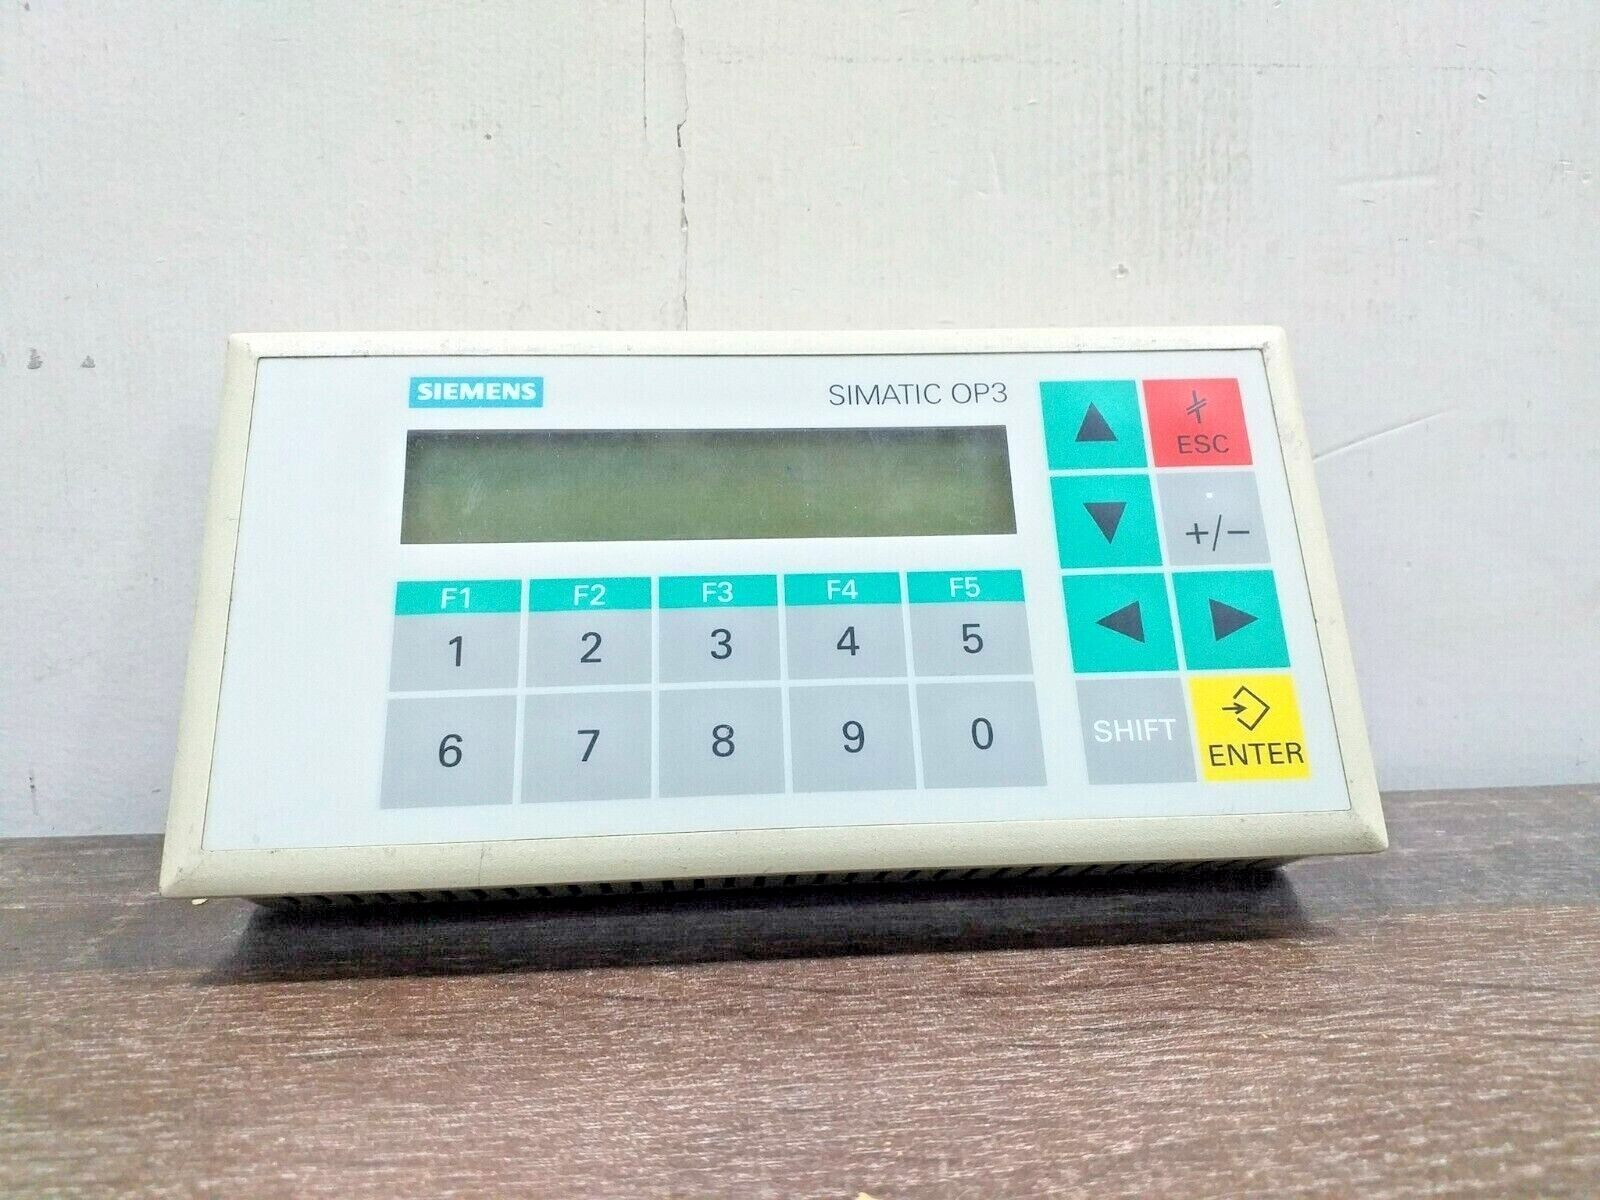 SIEMENS SIMATIC OP3
ESC
+/−
F1 F2 F3 F4 F5
1 2 3 4 5
6 7 8 9 0
SHIFT ENTER